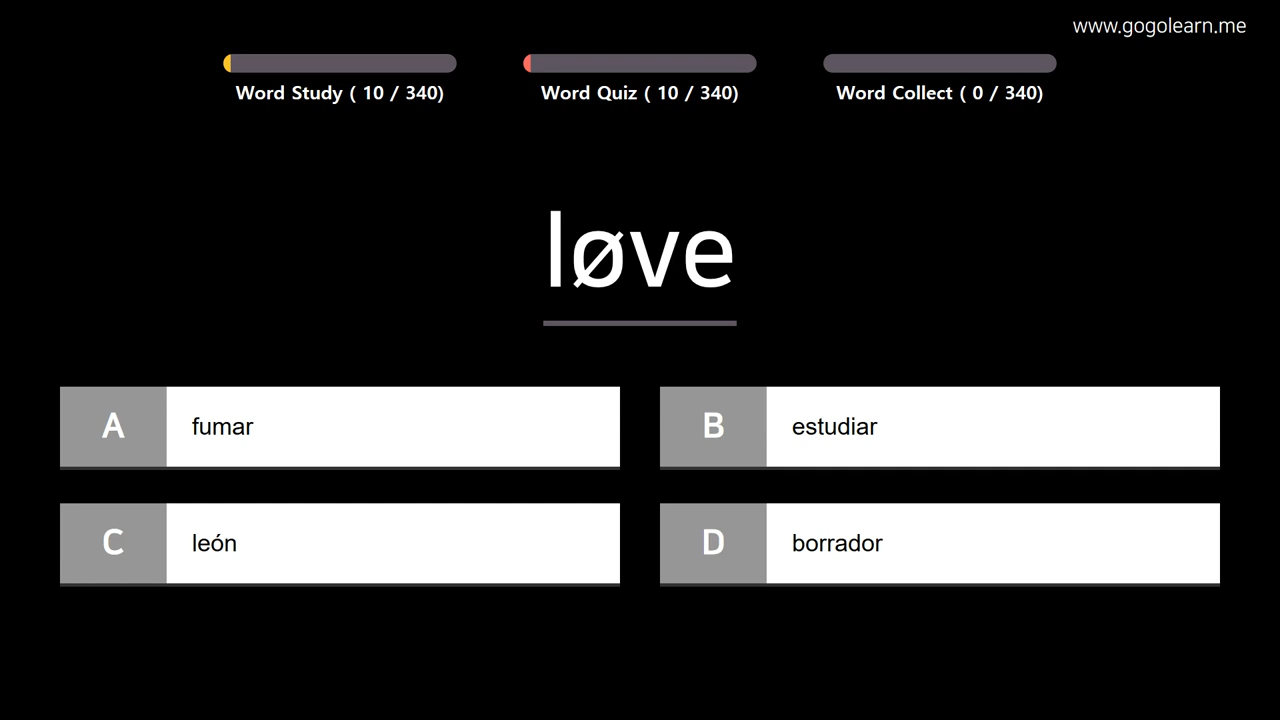 www.gogolearn.me
Word Study ( 10 / 340)
Word Quiz ( 10 / 340)
Word Collect ( 0 / 340)
løve
A fumar
B estudiar
C león
D borrador